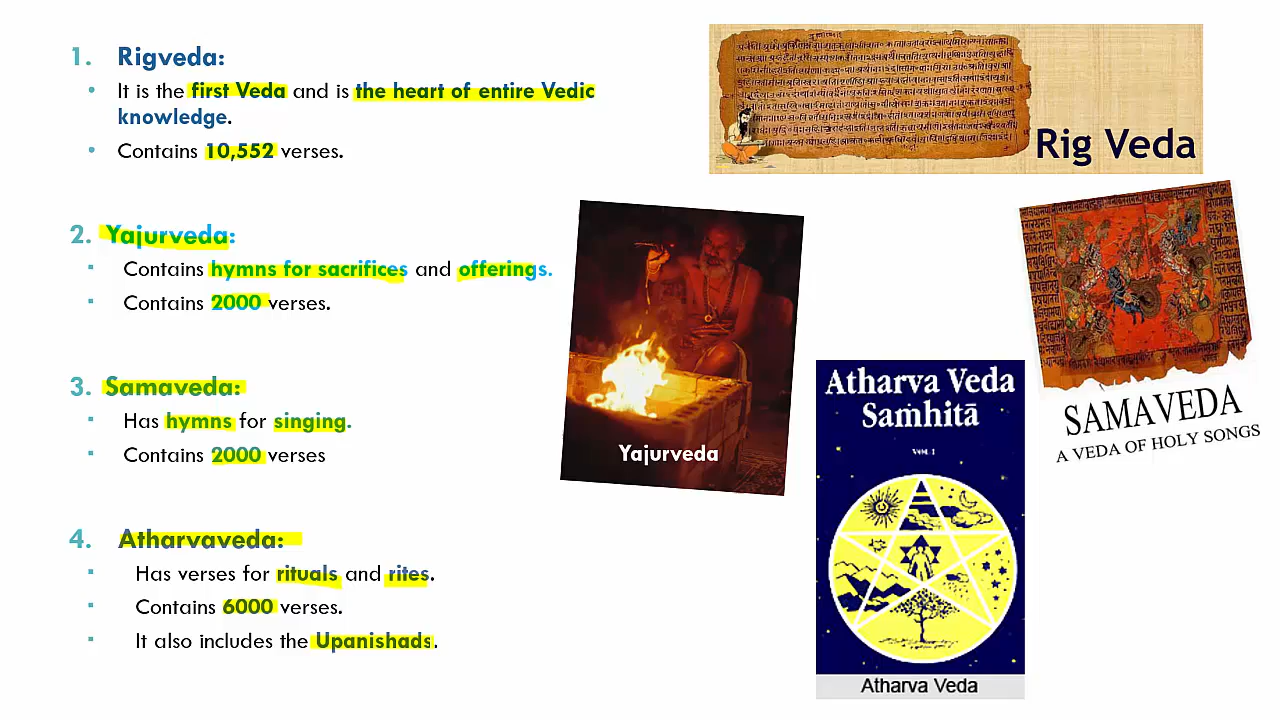 1. Rigveda:
• It is the first Veda and is the heart of entire Vedic
knowledge.
• Contains 10,552 verses.
Rig Veda
2. Yajurveda:
▪ Contains hymns for sacrifices and offerings.
▪ Contains 2000 verses.
3. Samaveda:
▪ Has hymns for singing.
▪ Contains 2000 verses
4. Atharvaveda:
▪ Has verses for rituals and rites.
▪ Contains 6000 verses.
▪ It also includes the Upanishads.
Yajurveda
Atharva Veda
Saṁhitā
VOL I
Atharva Veda
SAMAVEDA
A VEDA OF HOLY SONGS